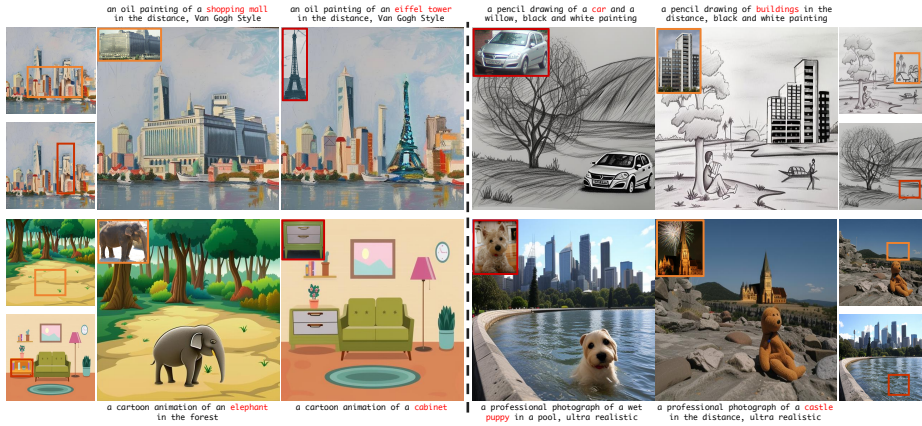 an oil painting of a shopping mall
in the distance, Van Gogh Style
an oil painting of an eiffel tower
in the distance, Van Gogh Style
a pencil drawing of a car and a
willow, black and white painting
a pencil drawing of buildings in the
distance, black and white painting
a cartoon animation of an elephant
in the forest
a cartoon animation of a cabinet
a professional photograph of a wet
puppy in a pool, ultra realistic
a professional photograph of a castle
in the distance, ultra realistic